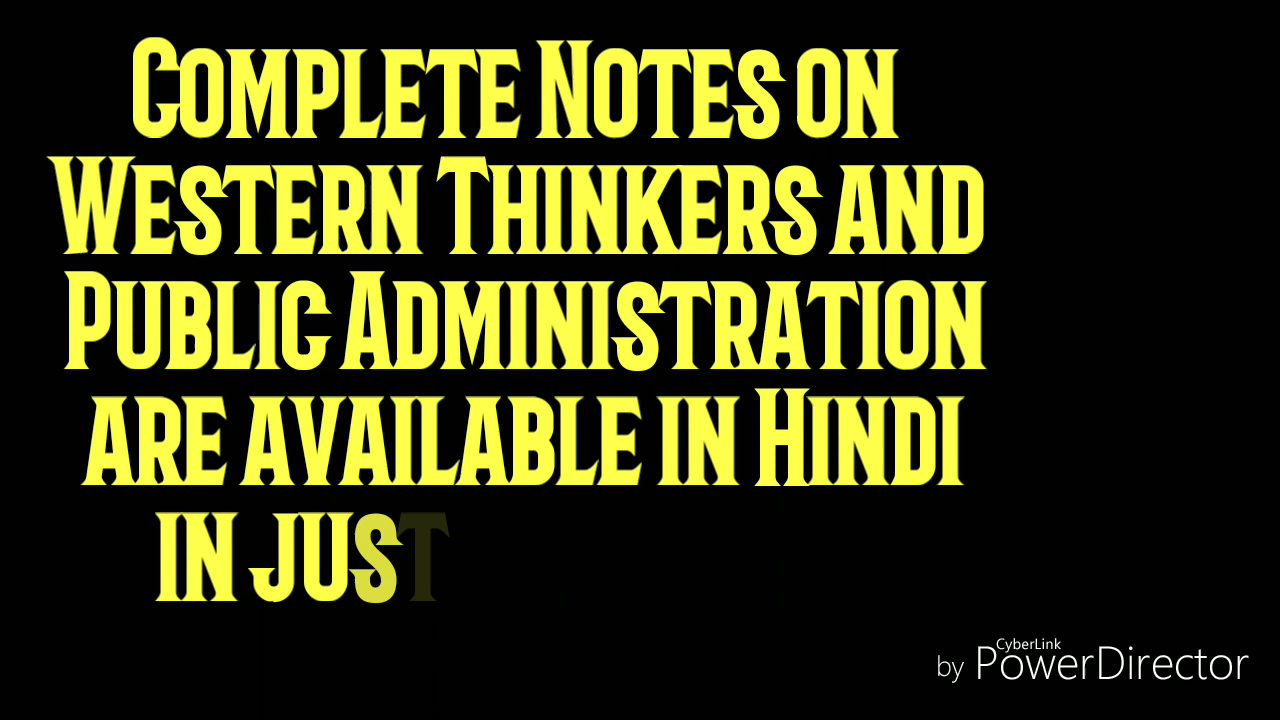 Complete Notes on
Western Thinkers and
Public Administration
are available in Hindi
in just
CyberLink
by PowerDirector